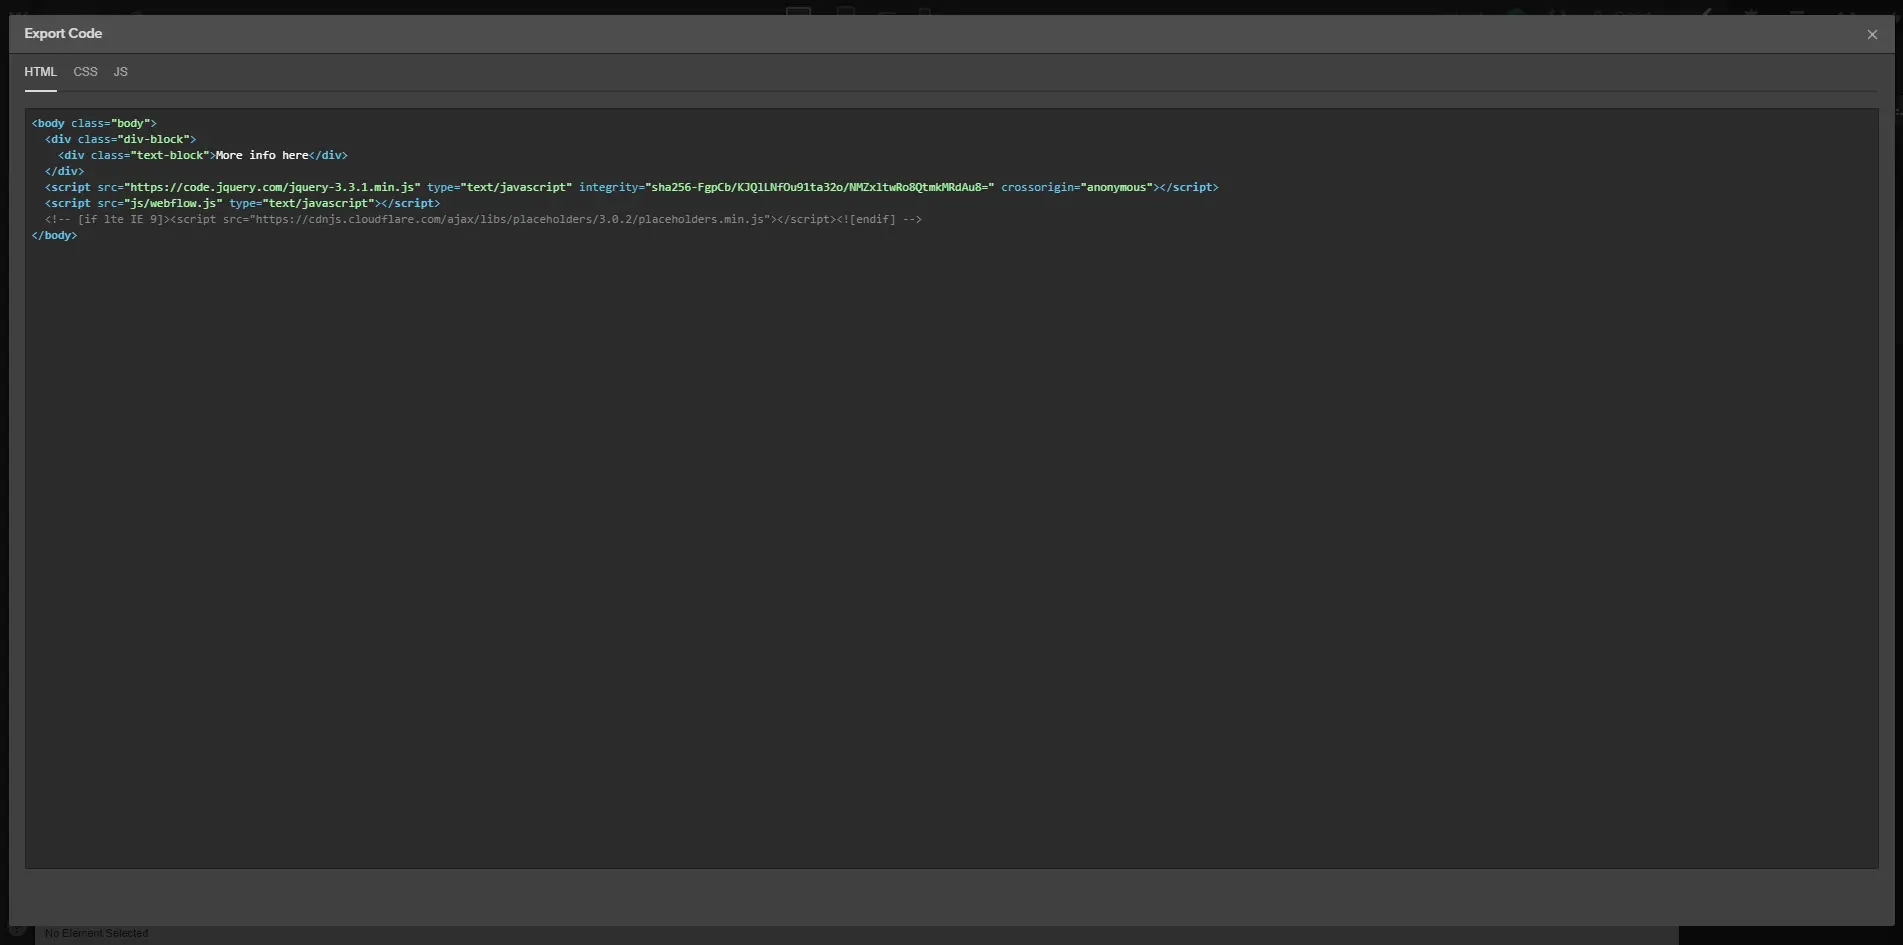 Export Code
HTML CSS JS
<body class="body">
<div class="div-block">
<div class="text-block">More info here</div>
</div>
<script src="https://code.jquery.com/jquery-3.3.1.min.js" type="text/javascript" integrity="sha256-FgpCb/KJQlLNfOu91ta32o/NMZxltwRo8QtmkMRdAu8=" crossorigin="anonymous"></script>
<script src="js/webflow.js" type="text/javascript"></script>
<!-- [if lte IE 9]><script src="https://cdnjs.cloudflare.com/ajax/libs/placeholders/3.0.2/placeholders.min.js"></script><![endif] -->
</body>
No Element Selected